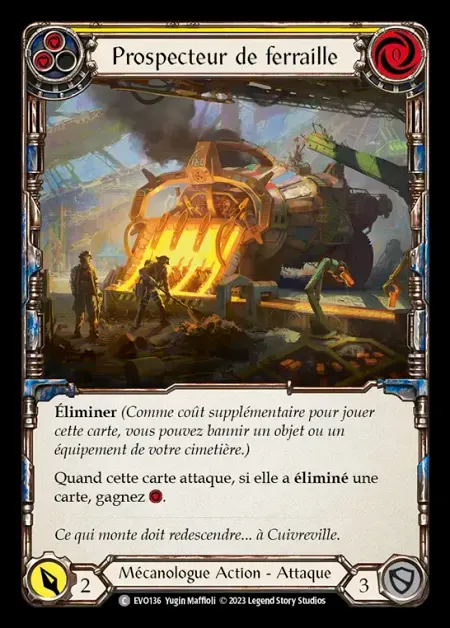 Prospecteur de ferraille
0
Éliminer (Comme coût supplémentaire pour jouer
cette carte, vous pouvez bannir un objet ou un
équipement de votre cimetière.)
Quand cette carte attaque, si elle a éliminé une
carte, gagnez
.
Ce qui monte doit redescendre... à Cuivreville.
2
Mécanologue Action - Attaque
3
C EVO136 Yugin Maffioli © 2023 Legend Story Studios